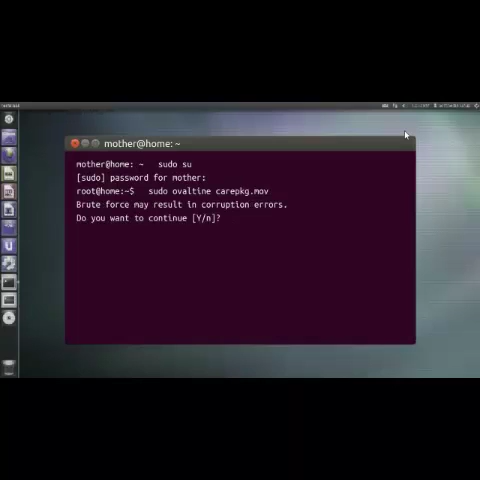 mother@home: ~
mother@home: ~   sudo su
[sudo] password for mother:
root@home:~$   sudo ovaltine carepkg.mov
Brute force may result in corruption errors.
Do you want to continue [Y/n]?